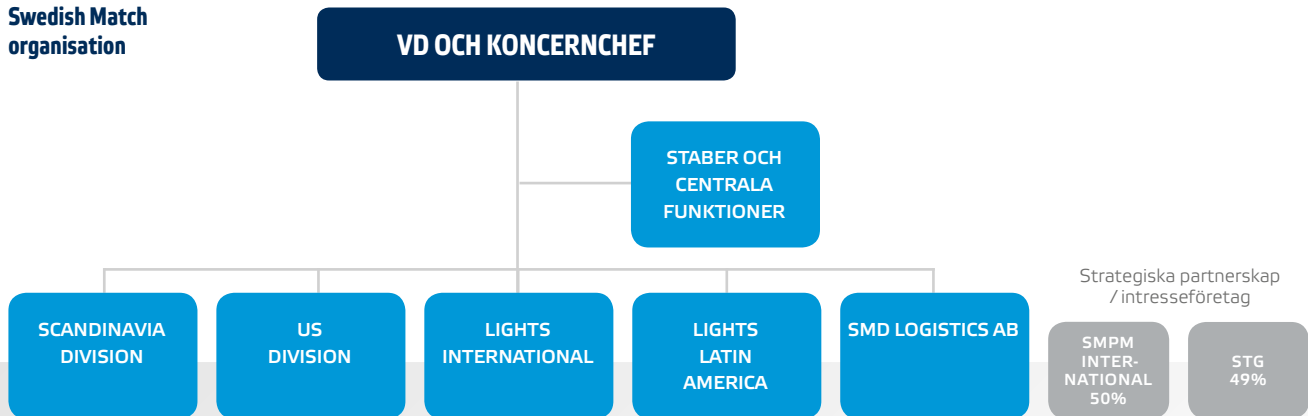 Swedish Match
organisation
VD OCH KONCERNCHEF
STABER OCH
CENTRALA
FUNKTIONER
SCANDINAVIA
DIVISION
US
DIVISION
LIGHTS
INTERNATIONAL
LIGHTS
LATIN
AMERICA
SMD LOGISTICS AB
Strategiska partnerskap
/ intresseföretag
SMPM
INTER-
NATIONAL
50%
STG
49%